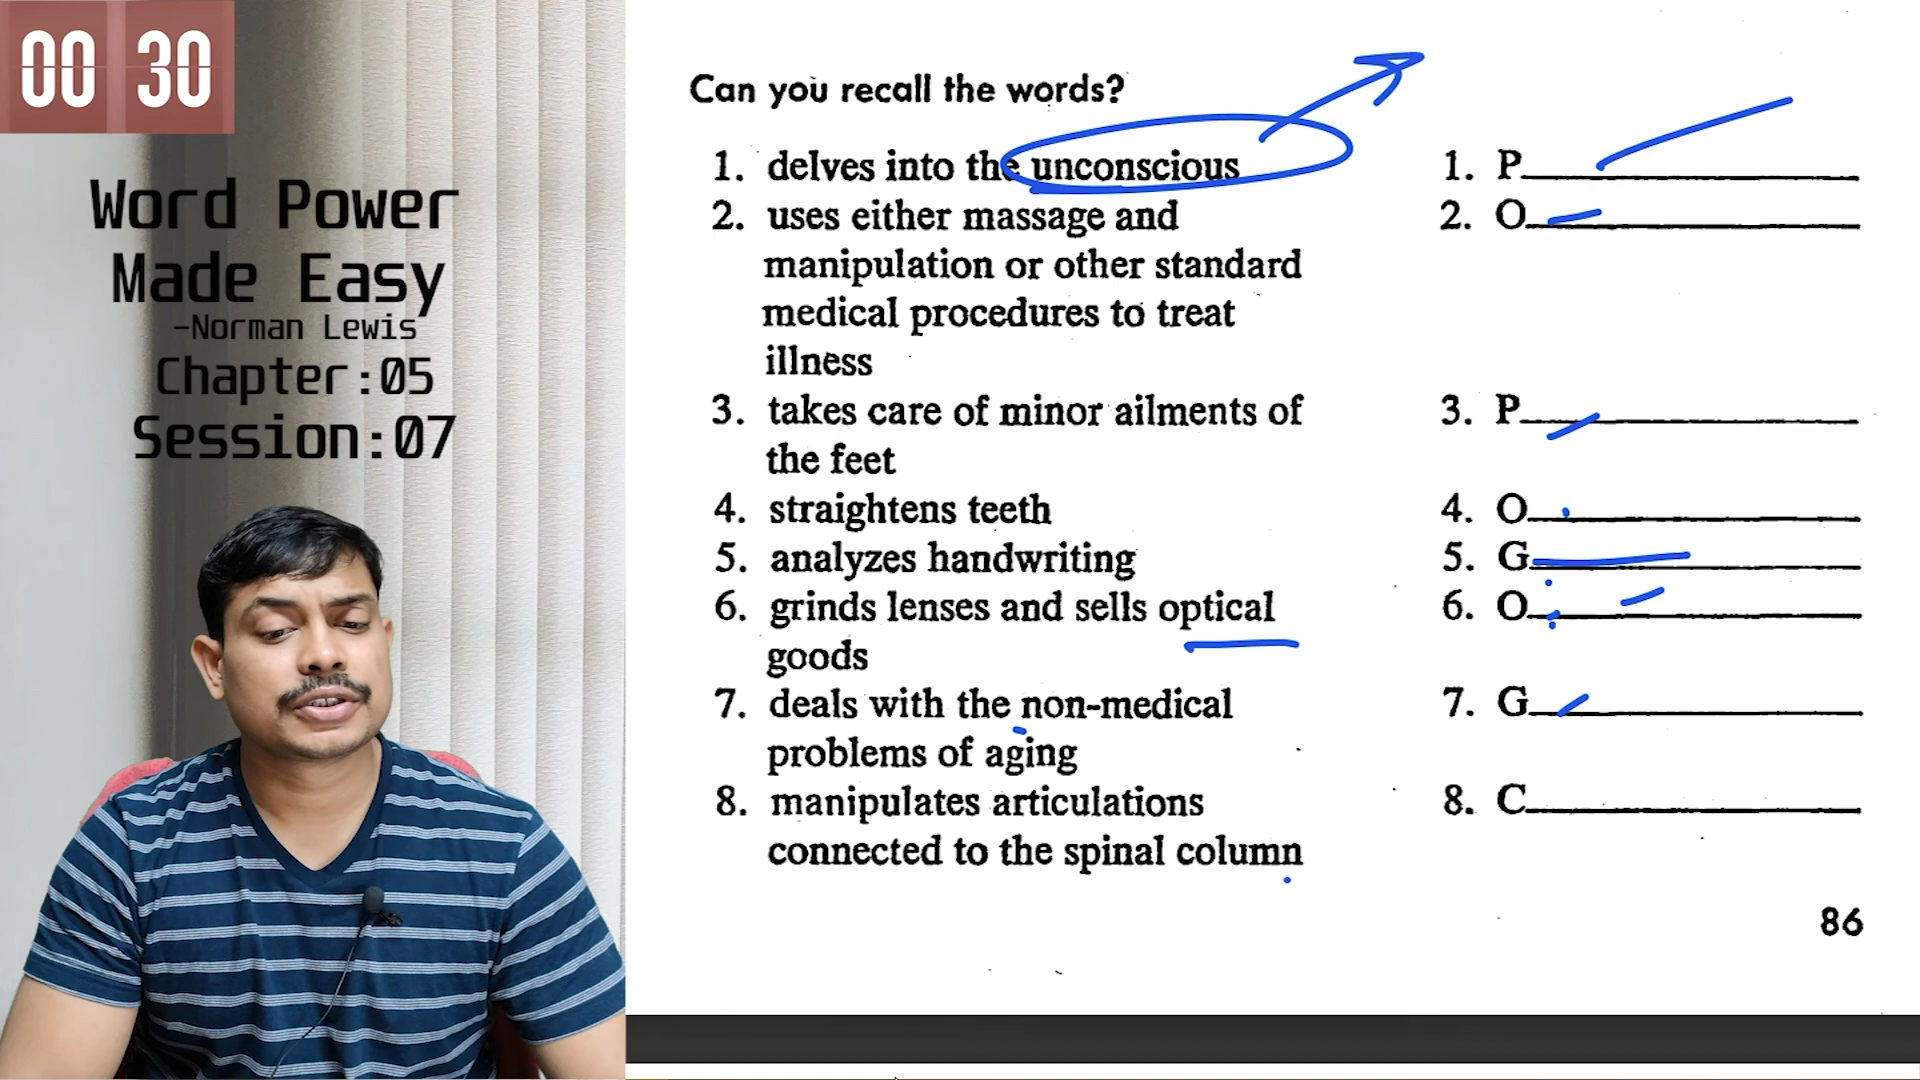 00 30
Word Power
Made Easy
-Norman Lewis
Chapter:05
Session:07
Can you recall the words?
1. delves into the unconscious
1. P
2. uses either massage and
2. O
manipulation or other standard
medical procedures to treat
illness
3. takes care of minor ailments of
3. P
the feet
4. straightens teeth
4. O
5. analyzes handwriting
5. G
6. grinds lenses and sells optical
6. O
goods
7. deals with the non-medical
7. G
problems of aging
8. manipulates articulations
8. C
connected to the spinal column
86